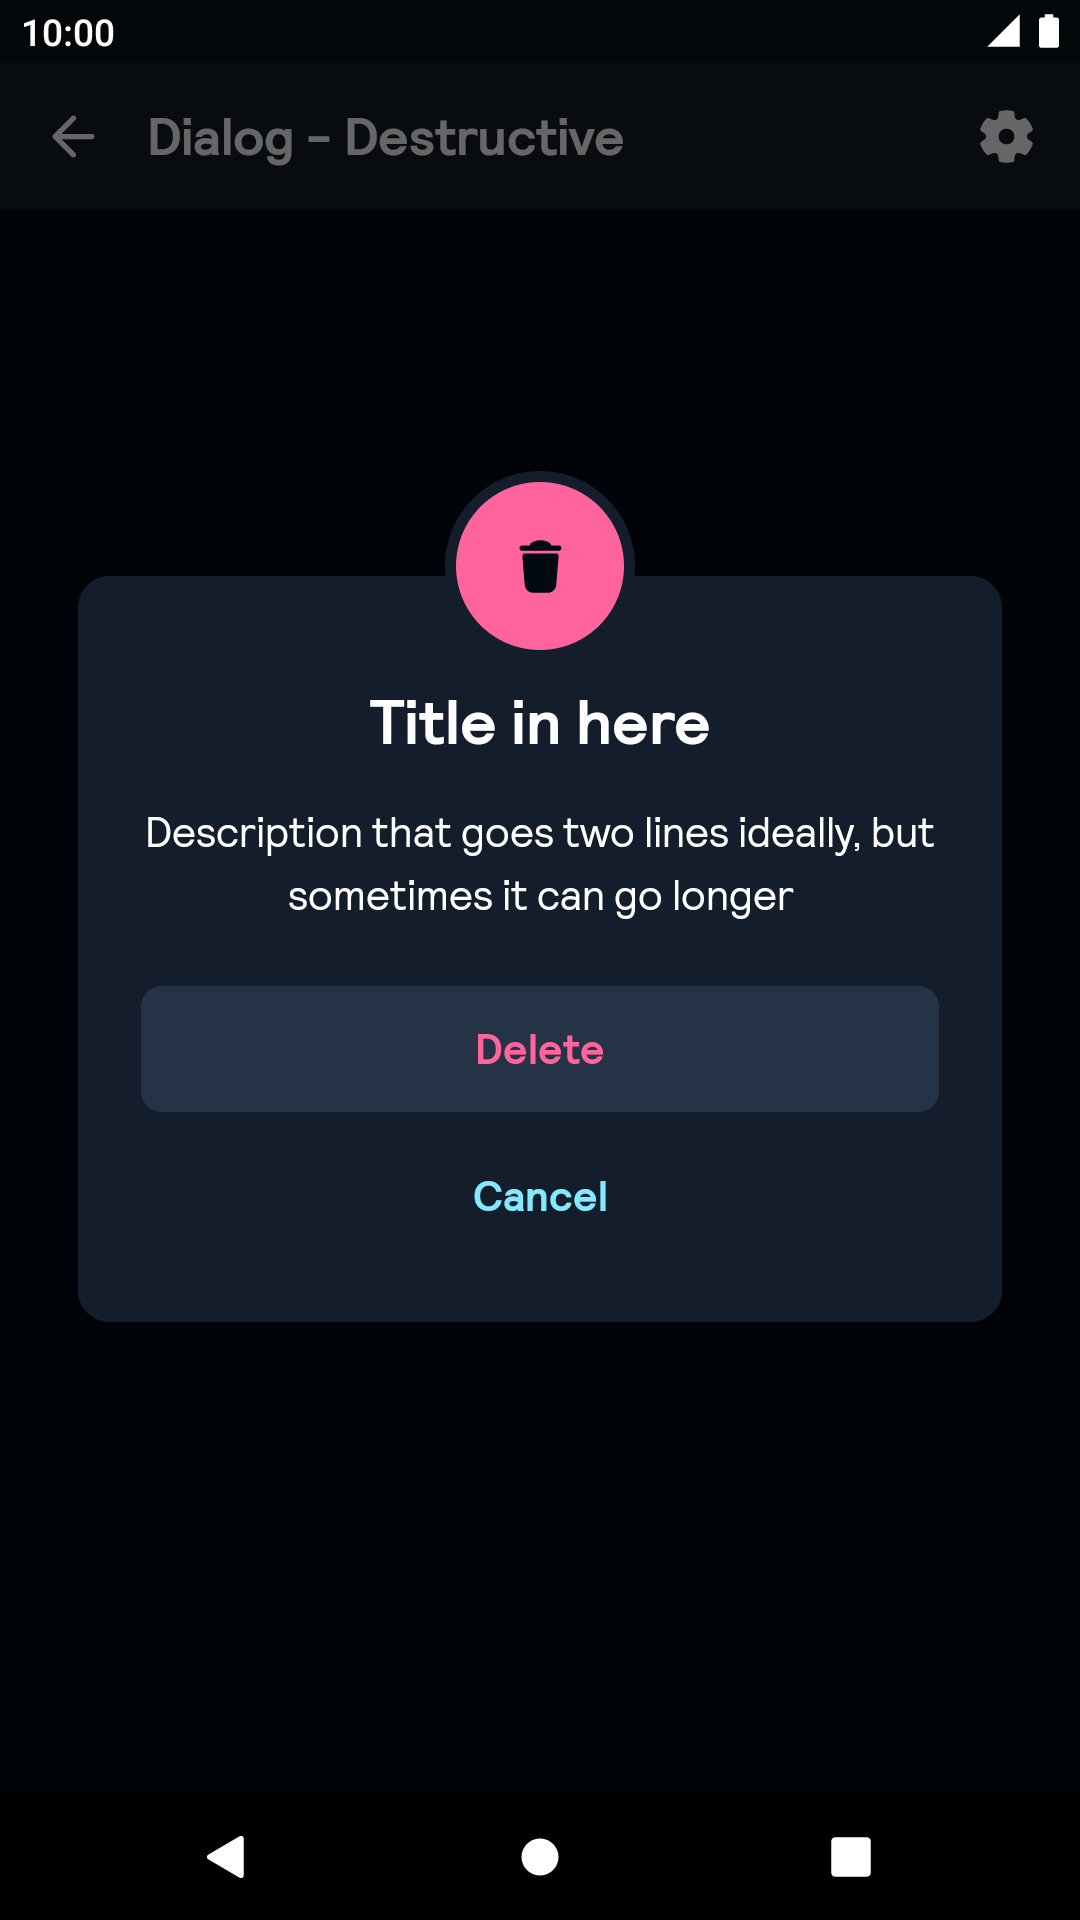 10:00
Dialog - Destructive
Title in here
Description that goes two lines ideally, but
sometimes it can go longer
Delete
Cancel